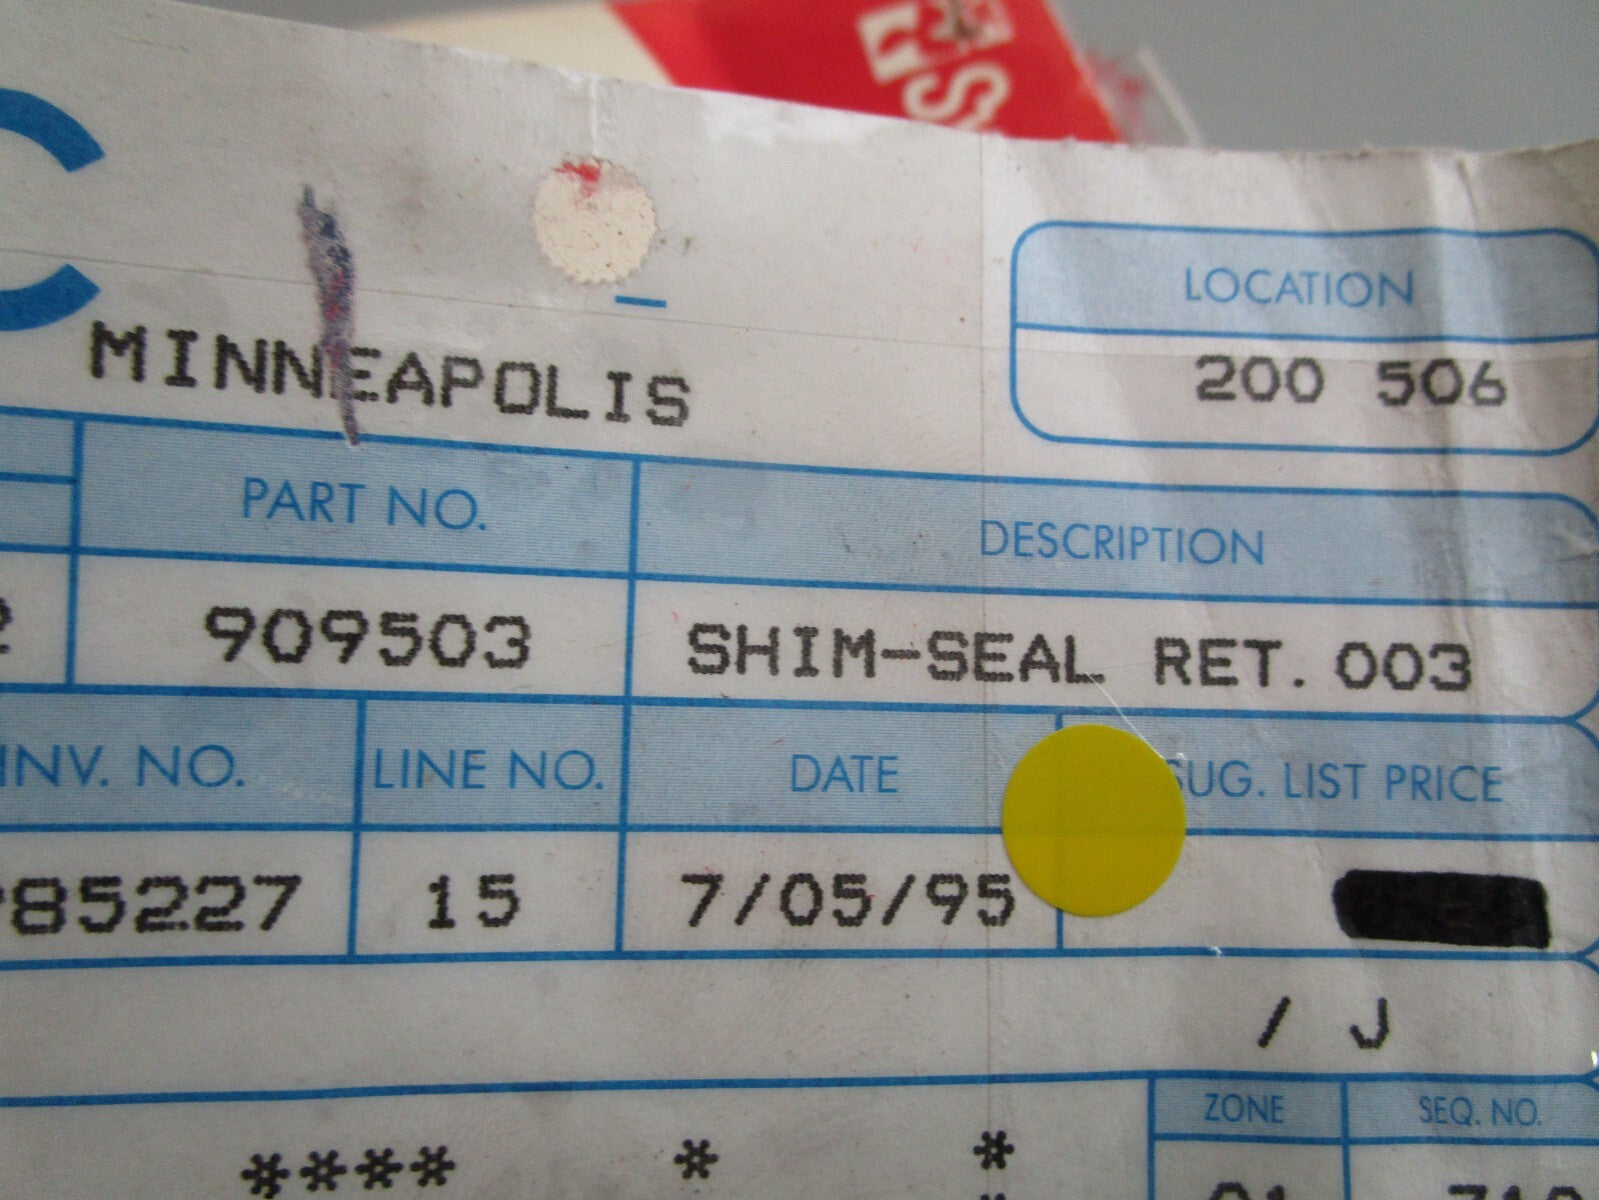 C
MINNEAPOLIS
LOCATION
200 506
PART NO.
DESCRIPTION
909503
SHIM-SEAL RET. 003
INV. NO.
LINE NO.
DATE
SUG. LIST PRICE
85227
15
7/05/95
/ J
ZONE
SEQ. NO.
**** * *